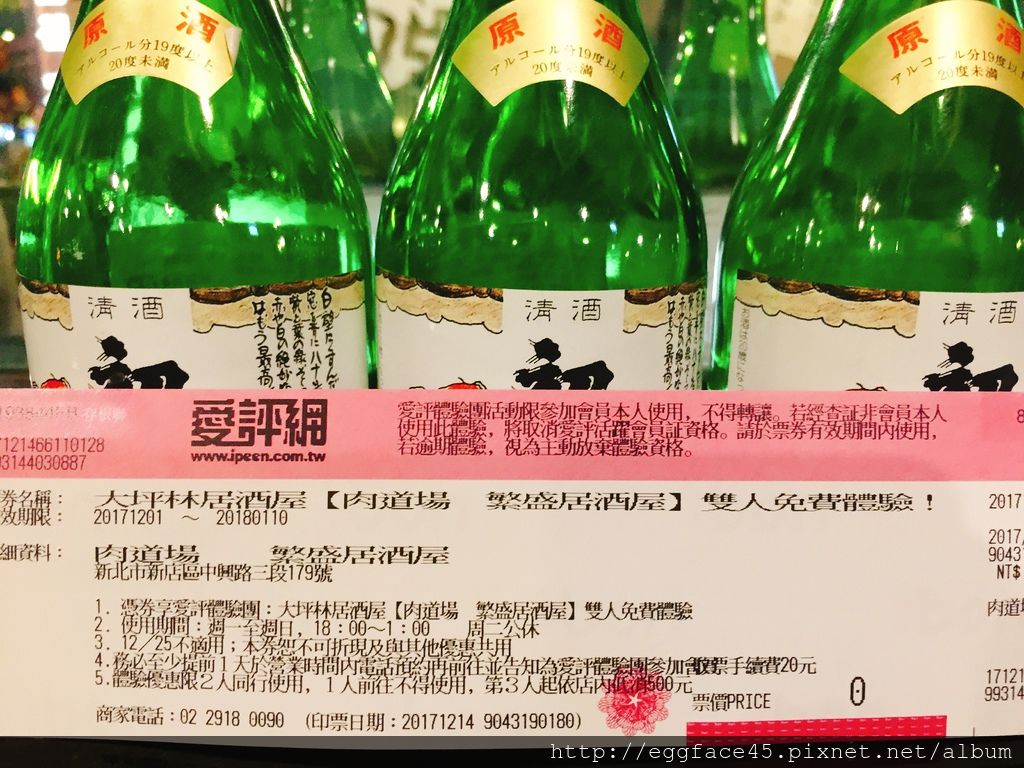 原酒
アルコール分19度以上
20度未満
原酒
アルコール分19度以上
20度未満
原酒
アルコール分19度以上
20度未満
清酒
清酒
清酒
愛評網
www.ipeen.com.tw
愛評體驗團活動限參加會員本人使用，不得轉讓。若經查証非會員本人
使用此體驗，將取消愛評活躍會員証資格。請於票券有效期間內使用，
若逾期體驗，視為主動放棄體驗資格。
7121466110128
03144030887
券名稱： 大坪林居酒屋【肉道場　繁盛居酒屋】雙人免費體驗！
效期限： 20171201 ～ 20180110
細資料： 肉道場　　繁盛居酒屋
新北市新店區中興路三段179號
1. 憑券享愛評體驗團：大坪林居酒屋【肉道場　繁盛居酒屋】雙人免費體驗
2. 使用期間：週一至週日，18：00～1：00　周三公休
3. 12/25不適用；本券恕不可折現及與其他優惠共用
4.務必至少提前1天於營業時間內電話預約再前往並告知為愛評體驗團參加會員
取票手續費20元
5.體驗優惠限2人同行使用，1人前往不得使用，第3人起依店內低消500元
票價PRICE 0
商家電話：02 2918 0090 (印票日期：20171214 9043190180)
2017
2017/
9043
NT$
肉道
17121
99314
http://eggface45.pixnet.net/album